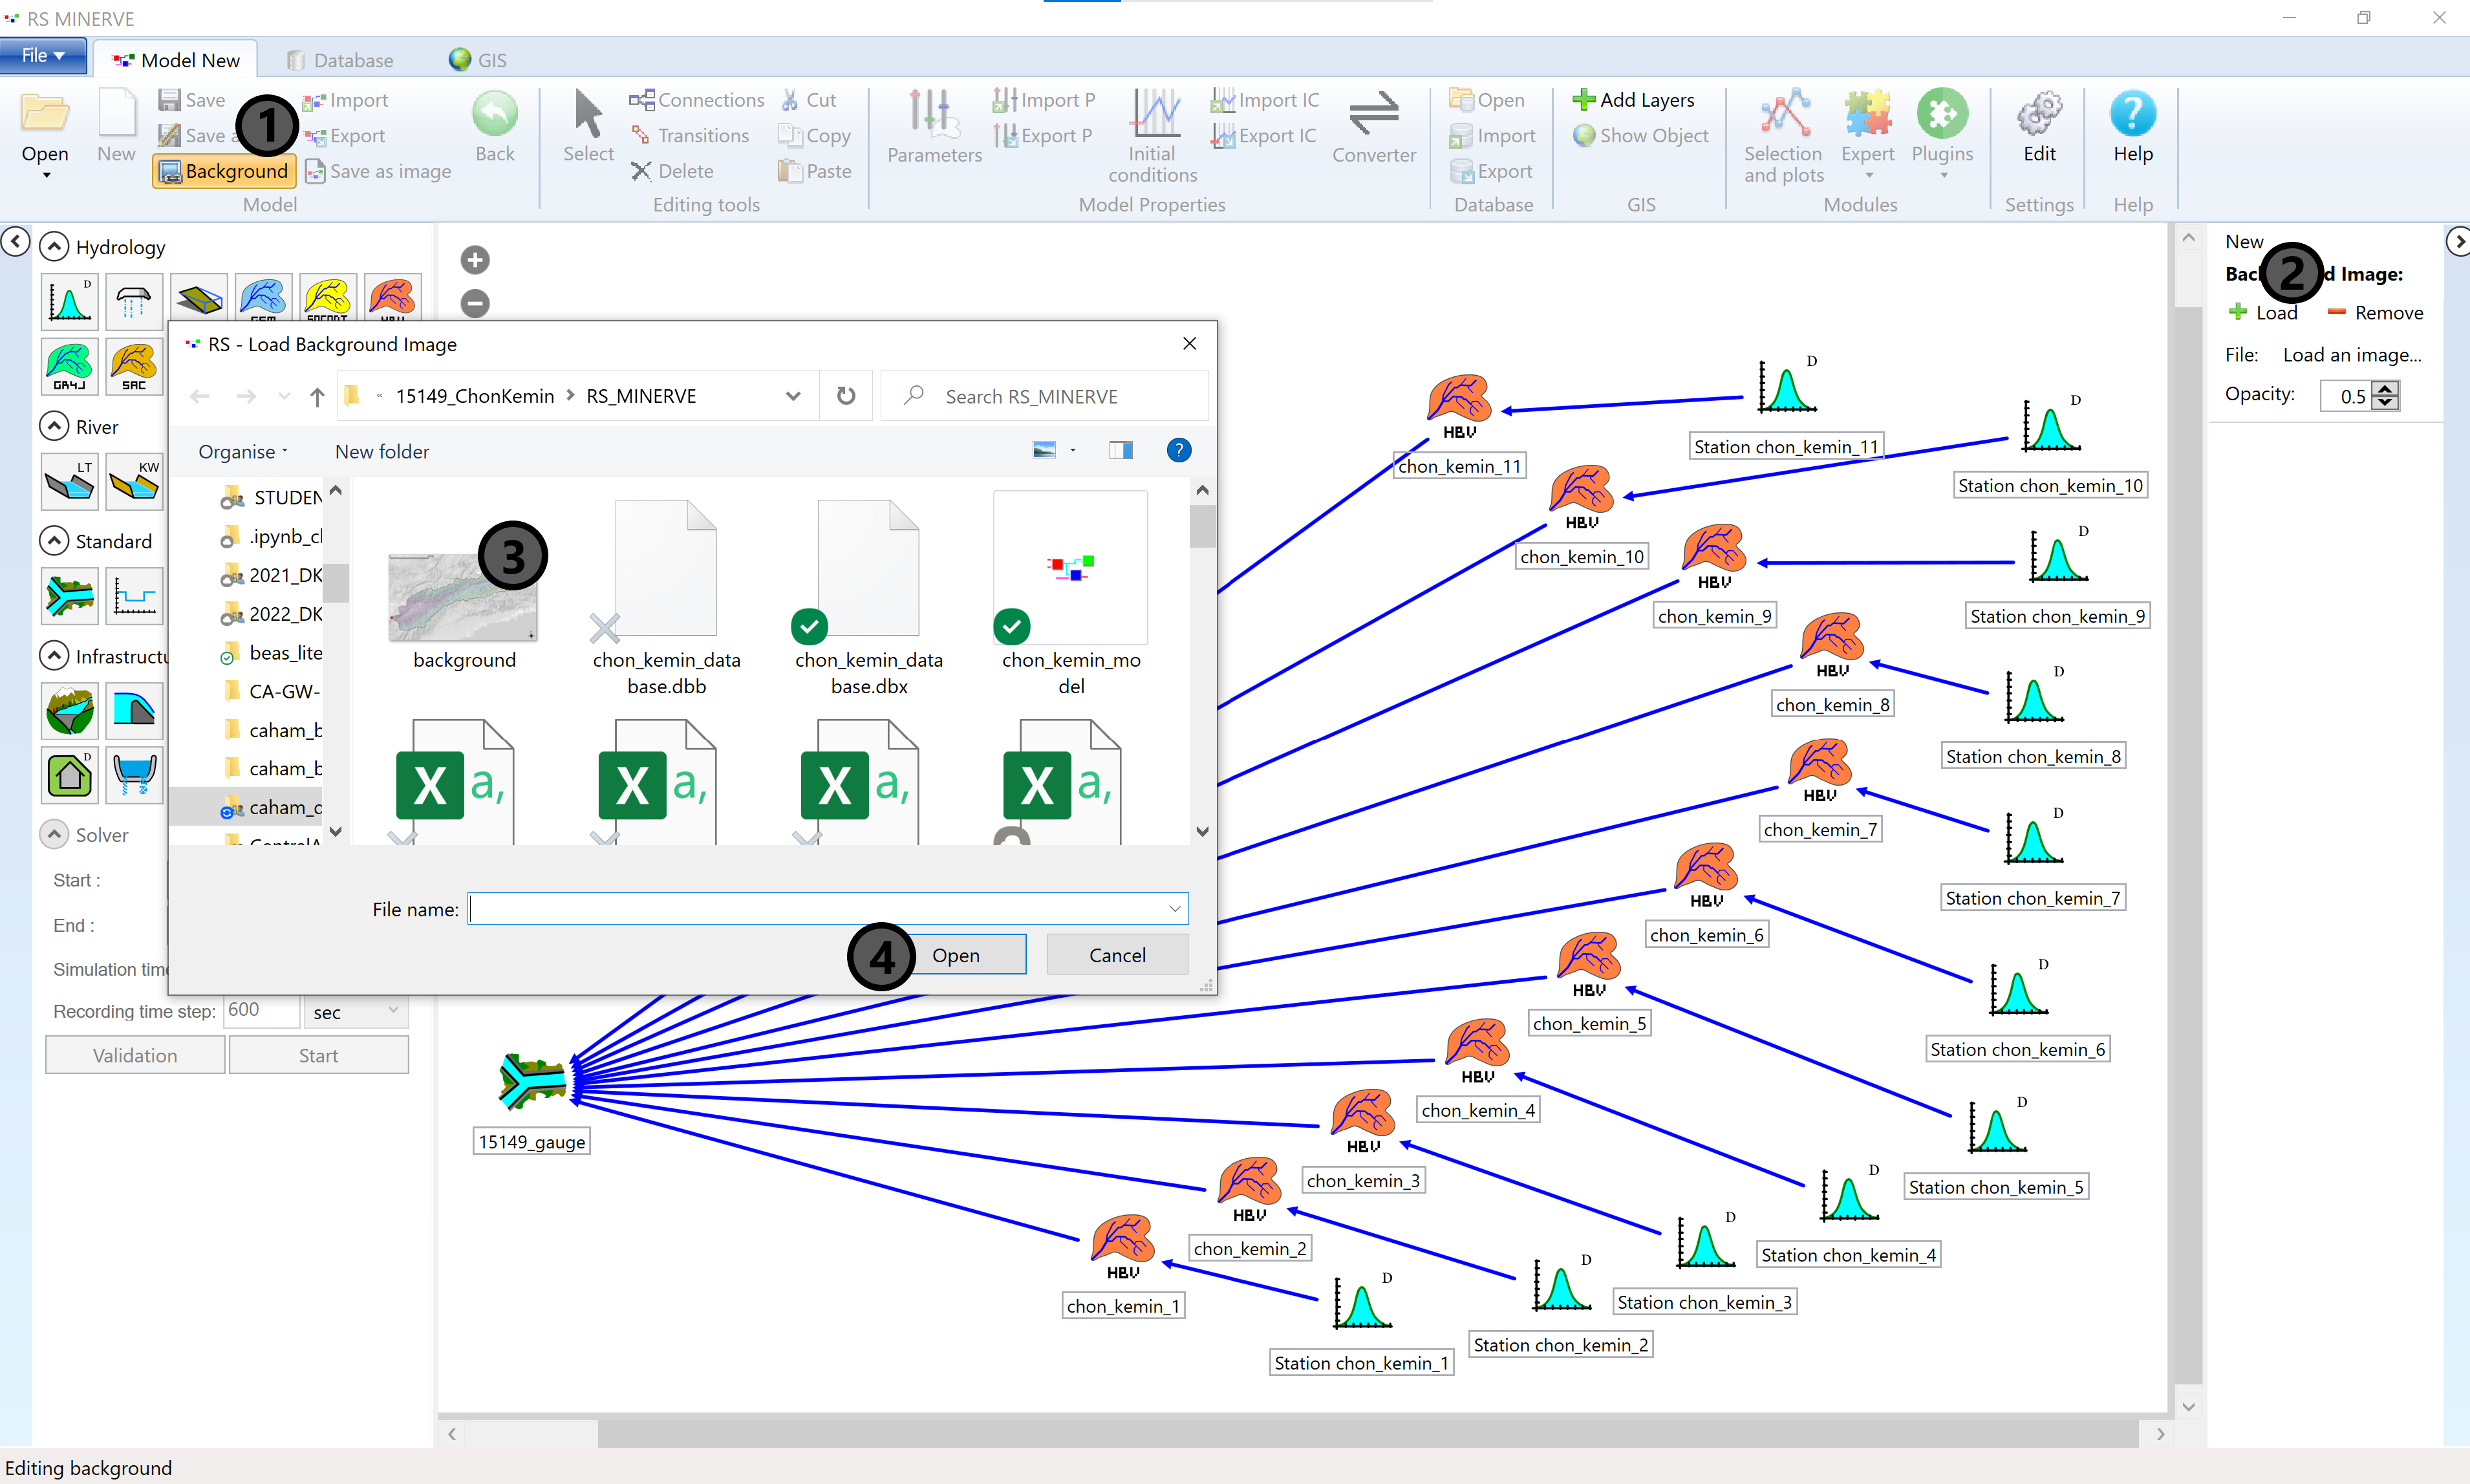 RS MINERVE
File
Model New
Database
GIS
Open
New
Save
Save a
Background
Import
Export
Save as image
Model
Back
Select
Connections
Transitions
Delete
Cut
Copy
Paste
Editing tools
Parameters
Import P
Export P
Initial
conditions
Import IC
Export IC
Converter
Model Properties
Open
Import
Export
Database
Add Layers
Show Object
GIS
Selection
and plots
Expert
Plugins
Modules
Edit
Settings
Help
Help
1
Hydrology
D
GSM
SOCONT
HBV
GR4J
SAC
River
LT
KW
Standard
Infrastructu
D
Solver
Start :
End :
Simulation time
Recording time step:
600
sec
Validation
Start
RS - Load Background Image
« 15149_ChonKemin > RS_MINERVE
Search RS_MINERVE
Organise
New folder
STUDEN
.ipynb_cl
2021_DK
2022_DK
beas_lite
CA-GW-
caham_b
caham_b
caham_c
3
background
chon_kemin_data
base.dbb
chon_kemin_data
base.dbx
chon_kemin_mo
del
X a,
X a,
X a,
X a,
File name:
4
Open
Cancel
New
Bac
d Image:
2
Load
Remove
File:
Load an image...
Opacity:
0.5
HBV
chon_kemin_11
D
Station chon_kemin_11
HBV
chon_kemin_10
D
Station chon_kemin_10
HBV
chon_kemin_9
D
Station chon_kemin_9
HBV
chon_kemin_8
D
Station chon_kemin_8
HBV
chon_kemin_7
D
Station chon_kemin_7
HBV
chon_kemin_6
D
Station chon_kemin_6
HBV
chon_kemin_5
D
Station chon_kemin_5
HBV
chon_kemin_4
D
Station chon_kemin_4
HBV
chon_kemin_3
D
Station chon_kemin_3
HBV
chon_kemin_2
D
Station chon_kemin_2
HBV
chon_kemin_1
D
Station chon_kemin_1
15149_gauge
Editing background